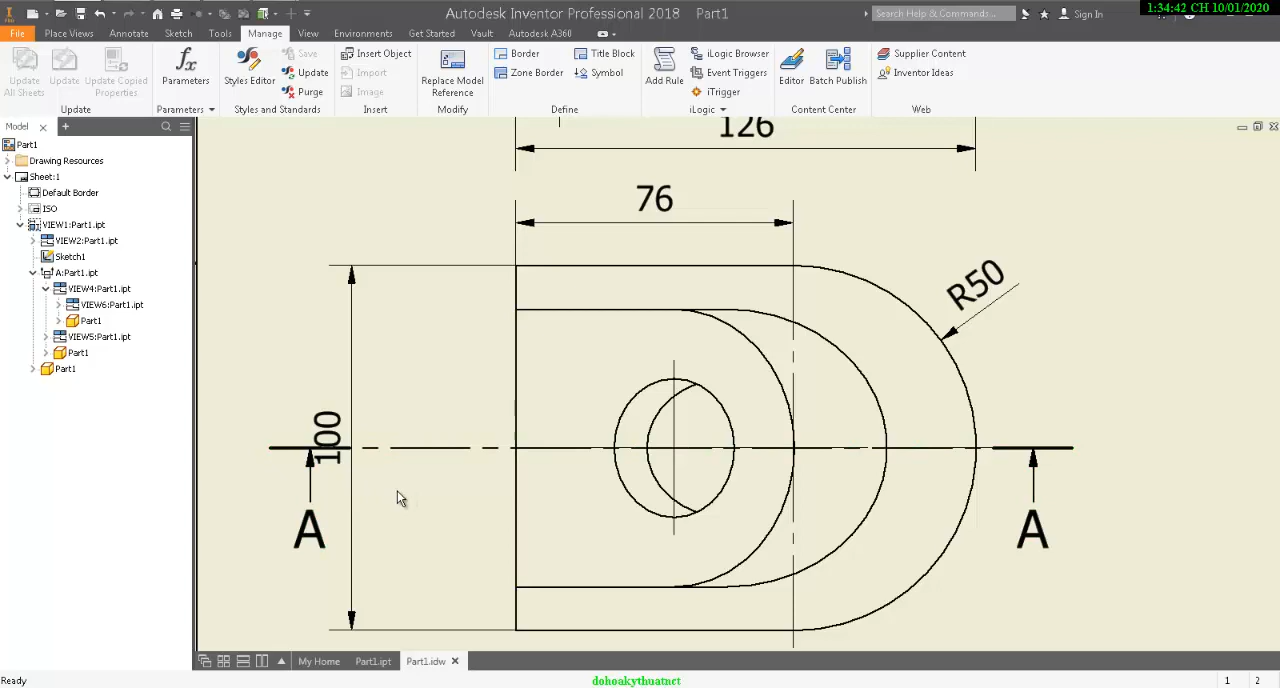 Autodesk Inventor Professional 2018 Part1
Search Help & Commands...
Sign In
1:34:42 CH 10/01/2020
File Place Views Annotate Sketch Tools Manage View Environments Get Started Vault Autodesk A360
Update All Sheets
Update
Update Copied Properties
Parameters
Styles Editor
Save
Update
Purge
Insert Object
Import
Image
Replace Model Reference
Border
Zone Border
Title Block
Symbol
Add Rule
iLogic Browser
Event Triggers
iTrigger
Editor
Batch Publish
Supplier Content
Inventor Ideas
Update Parameters Styles and Standards Insert Modify Define iLogic Content Center Web
Model
Part1
Drawing Resources
Sheet:1
Default Border
ISO
VIEW1:Part1.ipt
VIEW2:Part1.ipt
Sketch1
A:Part1.ipt
VIEW4:Part1.ipt
VIEW6:Part1.ipt
Part1
VIEW5:Part1.ipt
Part1
Part1
126
76
R50
100
A
A
My Home Part1.ipt Part1.idw
Ready
dohoakythuatnet
1 2